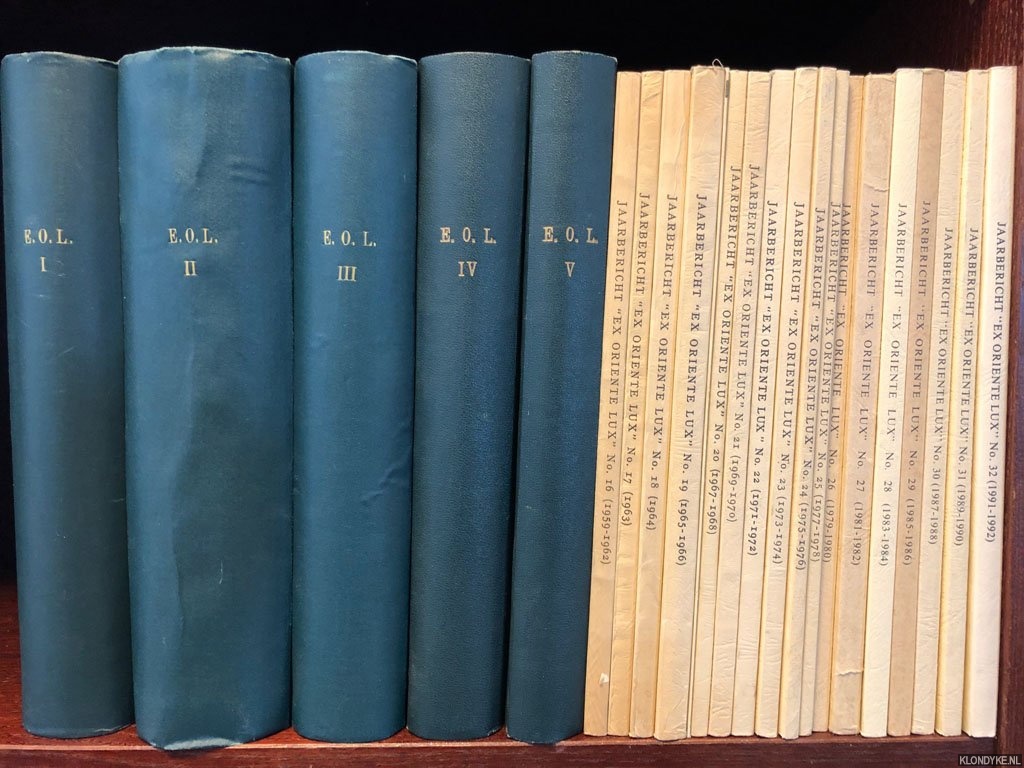 E.O.L.
I
E.O.L.
II
E. O. L.
III
E. O. L.
IV
E. O. L.
V
JAARBERICHT “EX ORIENTE LUX” No. 16 (1959-1962)
JAARBERICHT “EX ORIENTE LUX” No. 17 (1963)
JAARBERICHT “EX ORIENTE LUX” No. 18 (1964)
JAARBERICHT “EX ORIENTE LUX” No. 19 (1965-1966)
JAARBERICHT “EX ORIENTE LUX” No. 20 (1967-1968)
JAARBERICHT “EX ORIENTE LUX” No. 21 (1969-1970)
JAARBERICHT “EX ORIENTE LUX” No. 22 (1971-1972)
JAARBERICHT “EX ORIENTE LUX” No. 23 (1973-1974)
JAARBERICHT “EX ORIENTE LUX” No. 24 (1975-1976)
JAARBERICHT “EX ORIENTE LUX” No. 25 (1977-1978)
JAARBERICHT “EX ORIENTE LUX” No. 26 (1979-1980)
JAARBERICHT “EX ORIENTE LUX” No. 27 (1981-1982)
JAARBERICHT “EX ORIENTE LUX” No. 28 (1983-1984)
JAARBERICHT “EX ORIENTE LUX” No. 29 (1985-1986)
JAARBERICHT “EX ORIENTE LUX” No. 30 (1987-1988)
JAARBERICHT “EX ORIENTE LUX” No. 31 (1989-1990)
JAARBERICHT “EX ORIENTE LUX” No. 32 (1991-1992)
KLONDYKE.NL